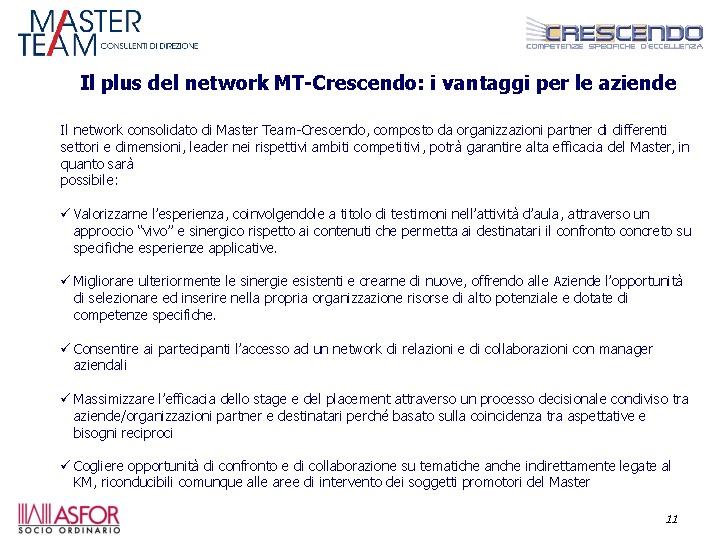 MASTER
TEAM CONSULENTI DI DIREZIONE
CRESCENDO
COMPETENZE SPECIFICHE D'ECCELLENZA
Il plus del network MT-Crescendo: i vantaggi per le aziende
Il network consolidato di Master Team-Crescendo, composto da organizzazioni partner di differenti
settori e dimensioni, leader nei rispettivi ambiti competitivi, potrà garantire alta efficacia del Master, in
quanto sarà
possibile:
✓ Valorizzarne l'esperienza, coinvolgendole a titolo di testimoni nell'attività d'aula, attraverso un
approccio "vivo" e sinergico rispetto ai contenuti che permetta ai destinatari il confronto concreto su
specifiche esperienze applicative.
✓ Migliorare ulteriormente le sinergie esistenti e crearne di nuove, offrendo alle Aziende l'opportunità
di selezionare ed inserire nella propria organizzazione risorse di alto potenziale e dotate di
competenze specifiche.
✓ Consentire ai partecipanti l'accesso ad un network di relazioni e di collaborazioni con manager
aziendali
✓ Massimizzare l'efficacia dello stage e del placement attraverso un processo decisionale condiviso tra
aziende/organizzazioni partner e destinatari perché basato sulla coincidenza tra aspettative e
bisogni reciproci
✓ Cogliere opportunità di confronto e di collaborazione su tematiche anche indirettamente legate al
KM, riconducibili comunque alle aree di intervento dei soggetti promotori del Master
ASFOR
SOCIO ORDINARIO
11